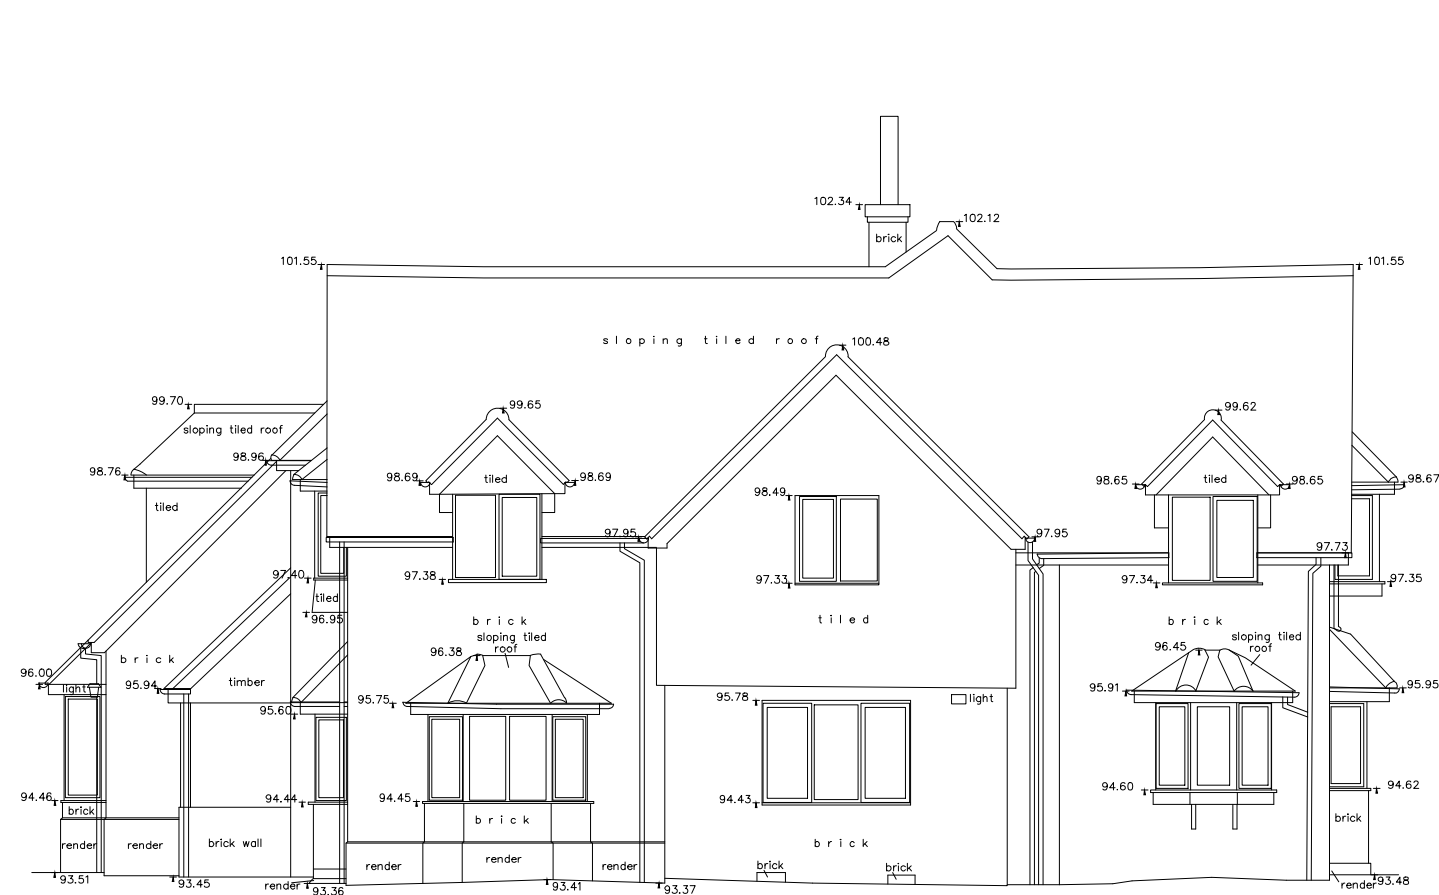 102.34
102.12
brick
101.55
101.55
sloping tiled roof
100.48
99.70
99.65
99.62
sloping tiled roof
98.96
98.76
98.69
tiled
98.69
98.65
tiled
98.65
98.67
98.49
tiled
97.95
97.95
97.73
97.40
97.38
97.33
97.34
97.35
tiled
96.95
brick
tiled
brick
sloping tiled
roof
sloping tiled
roof
96.38
96.45
brick
96.00
light
95.94
timber
95.91
95.95
95.75
95.78
light
95.60
94.46
94.44
94.45
94.43
94.60
94.62
brick
brick
brick
render
render
brick wall
brick
render
render
render
brick
brick
93.51
93.45
render
93.36
93.41
93.37
render
93.48